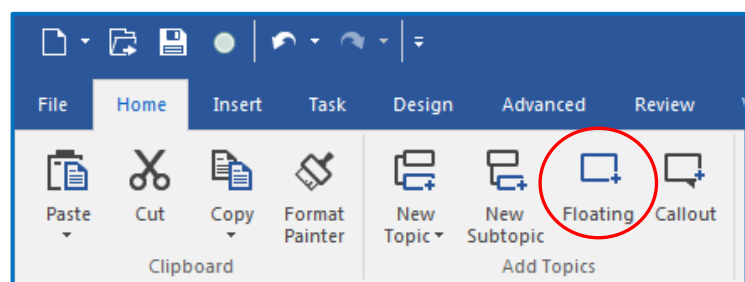 File Home Insert Task Design Advanced Review
Paste Cut Copy Format Painter New Topic New Subtopic Floating Callout
Clipboard Add Topics